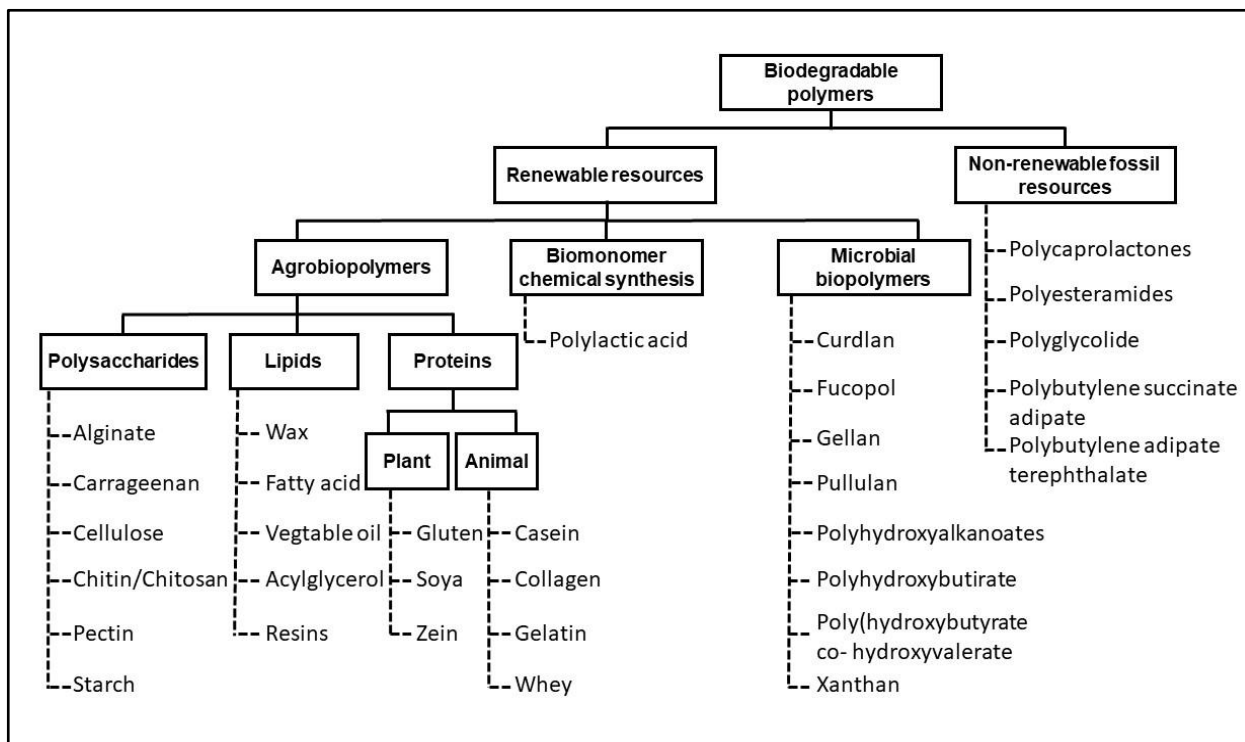 Biodegradable
polymers
Renewable resources
Non-renewable fossil
resources
Agrobiopolymers
Biomonomer
chemical synthesis
Microbial
biopolymers
Polysaccharides
Lipids
Proteins
Plant
Animal
Alginate
Carrageenan
Cellulose
Chitin/Chitosan
Pectin
Starch
Wax
Fatty acid
Vegtable oil
Acylglycerol
Resins
Gluten
Soya
Zein
Casein
Collagen
Gelatin
Whey
Polylactic acid
Curdlan
Fucopol
Gellan
Pullulan
Polyhydroxyalkanoates
Polyhydroxybutirate
Poly(hydroxybutyrate
co- hydroxyvalerate
Xanthan
Polycaprolactones
Polyesteramides
Polyglycolide
Polybutylene succinate
adipate
Polybutylene adipate
terephthalate